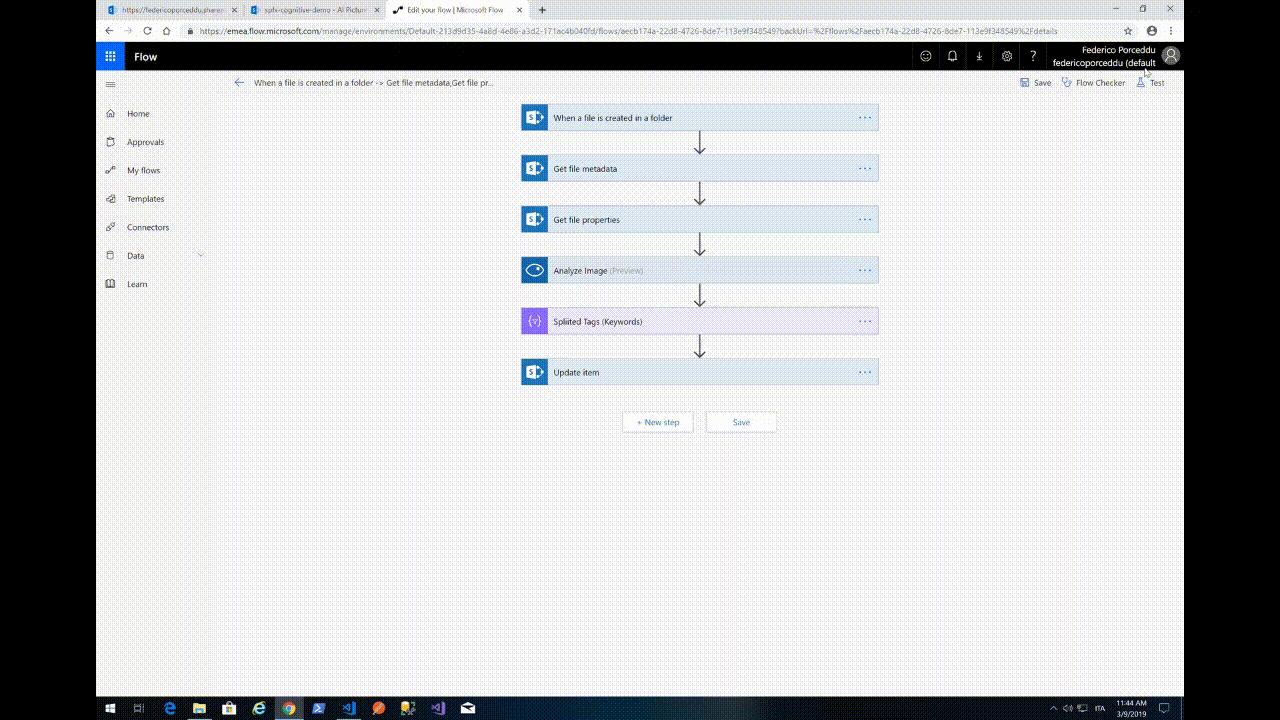 https://federicoporceddu.sharen
spfx-cognitive-demo - AI Pictur
Edit your flow | Microsoft Flow
https://emea.flow.microsoft.com/manage/environments/Default-213d9d35-4a8d-4e86-a3d2-171ac4b040fd/flows/aecb174a-22d8-4726-8de7-113e9f348549?backUrl=%2Fflows%2Faecb174a-22d8-4726-8de7-113e9f348549%2Fdetails
Flow
?
Federico Porceddu
federicoporceddu (default
When a file is created in a folder -> Get file metadata,Get file pr...
Save
Flow Checker
Test
Home
Approvals
My flows
Templates
Connectors
Data
Learn
When a file is created in a folder
Get file metadata
Get file properties
Analyze Image (Preview)
Spliited Tags (Keywords)
Update item
+ New step
Save
ITA
11:44 AM
3/9/2019